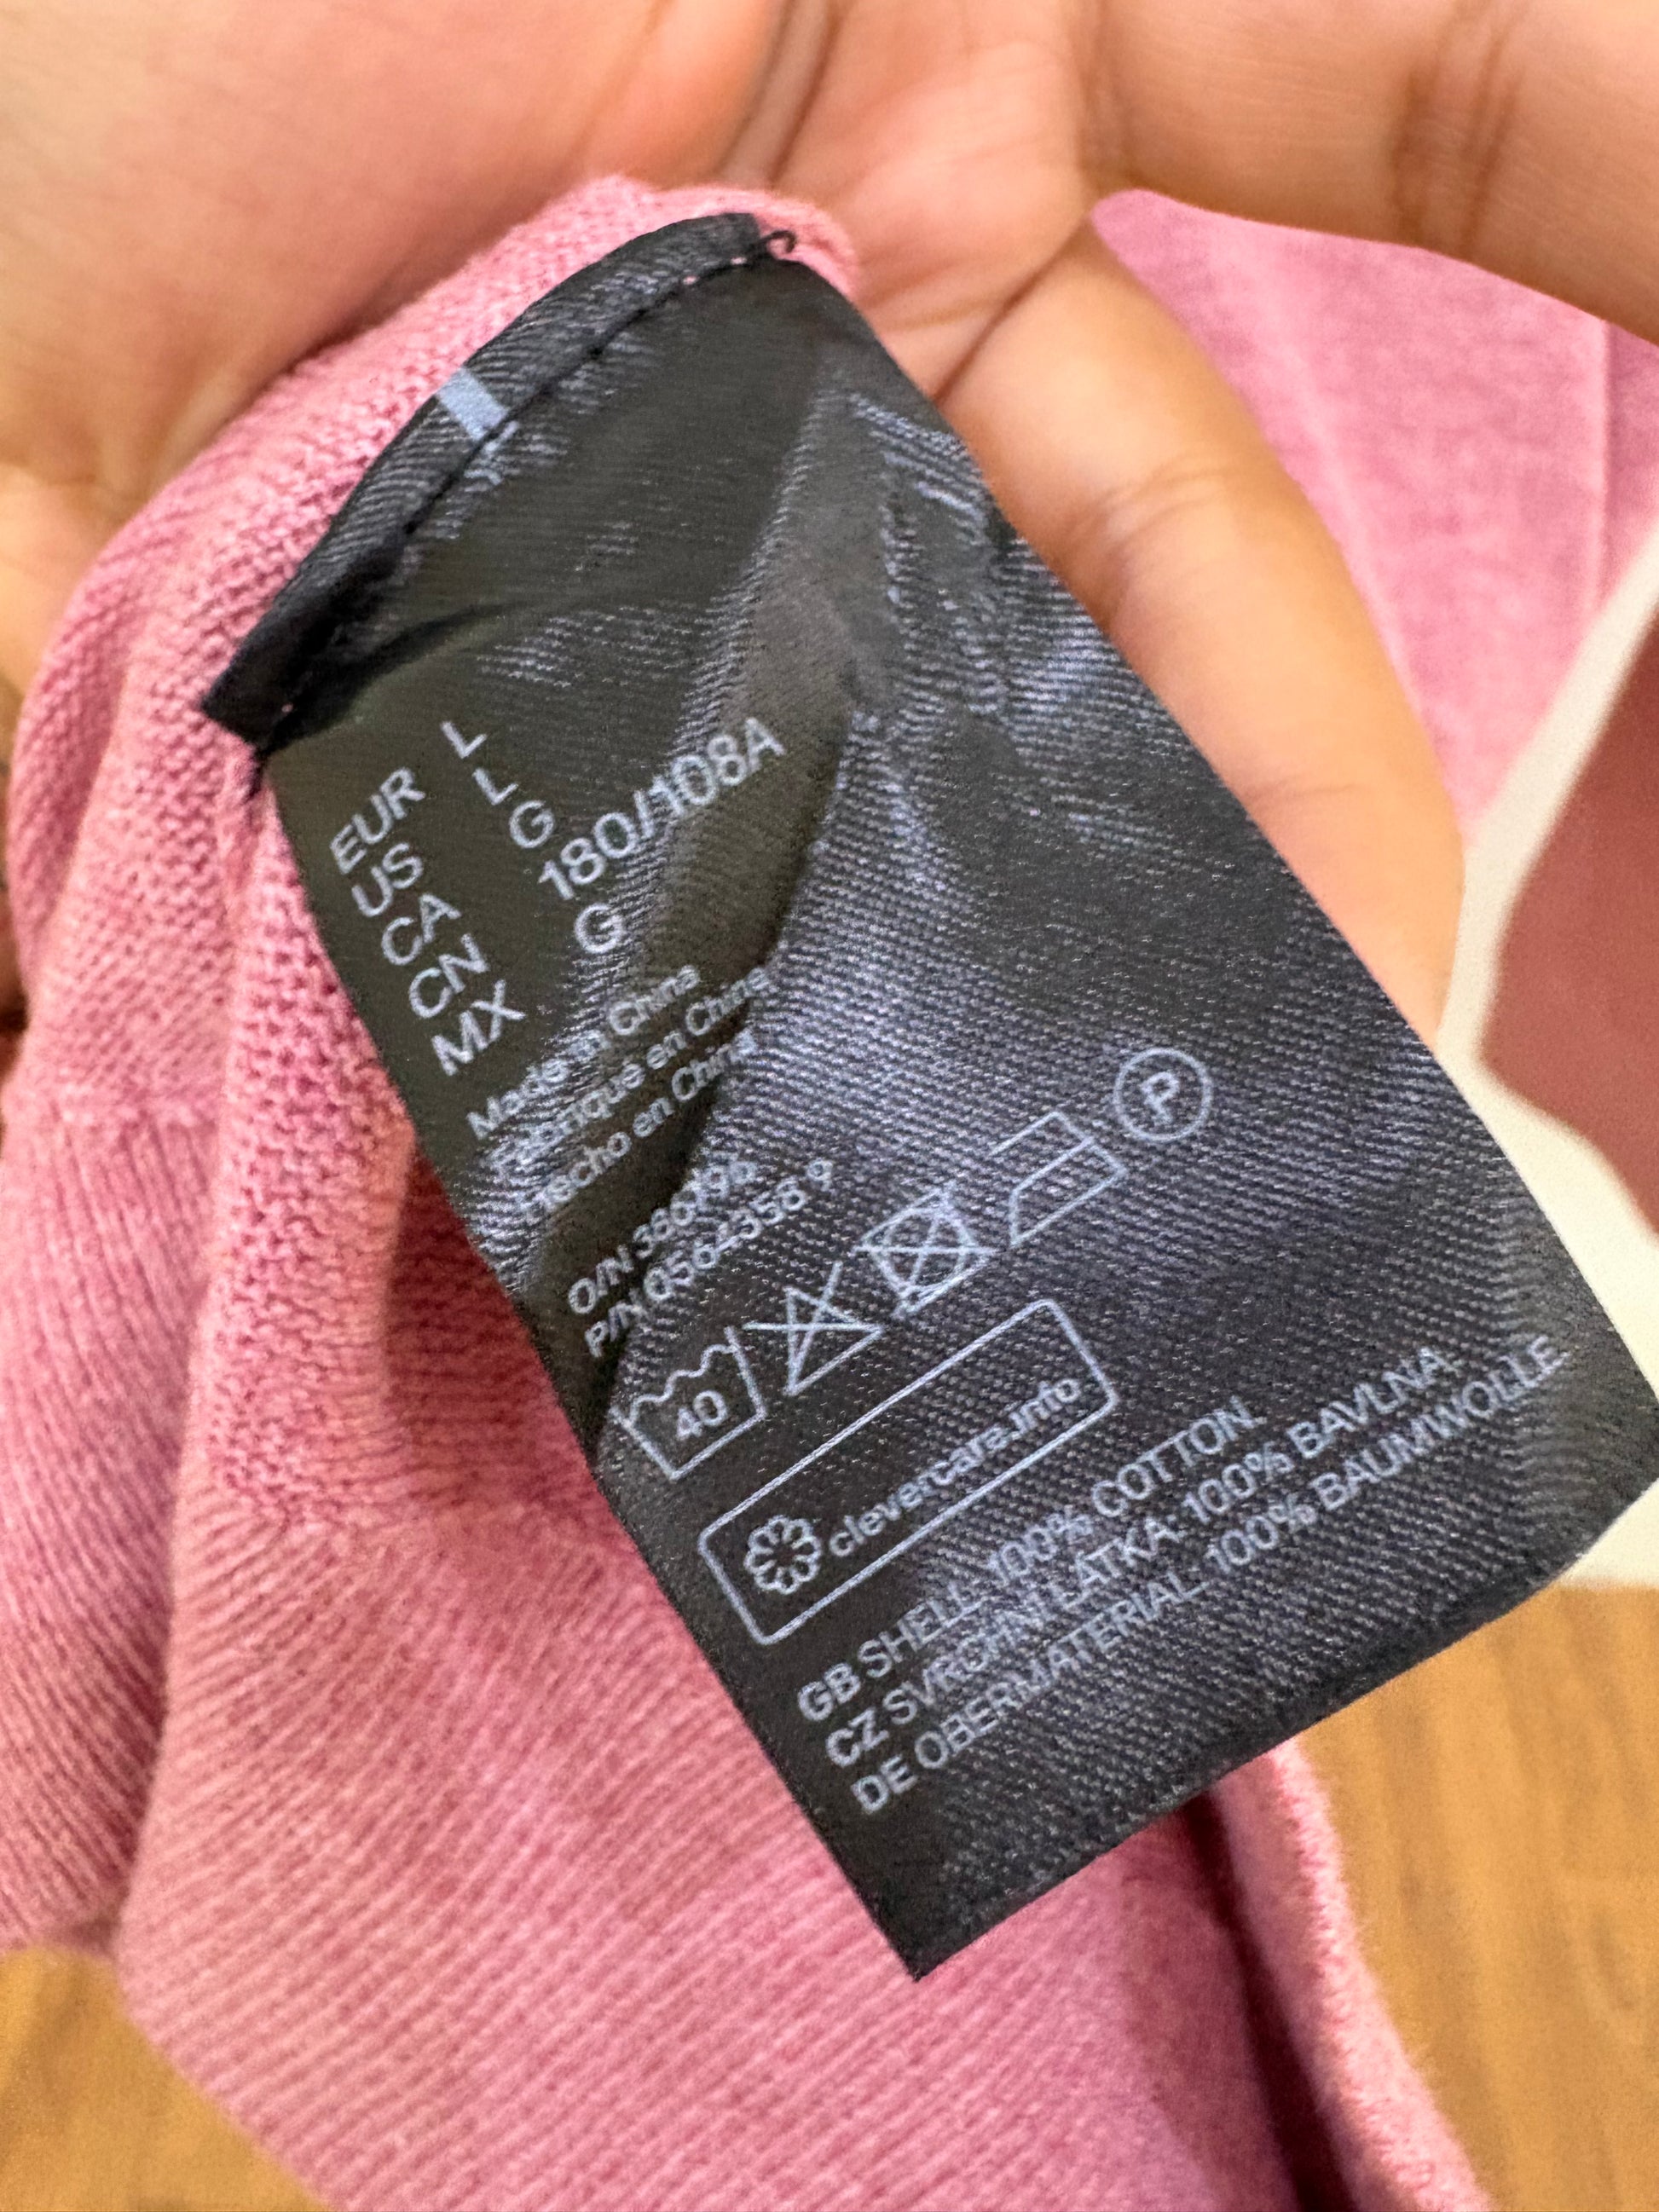 EUR L
US L
CA G
CN 180/108A
MX G
Made in China
Fabriqué en Chine
Hecho en China
O/N
P/N
40
P
clevercare.info
GB SHELL: 100% COTTON
CZ SVRCHNÍ LÁTKA: 100% BAVLNA
DE OBERMATERIAL: 100% BAUMWOLLE